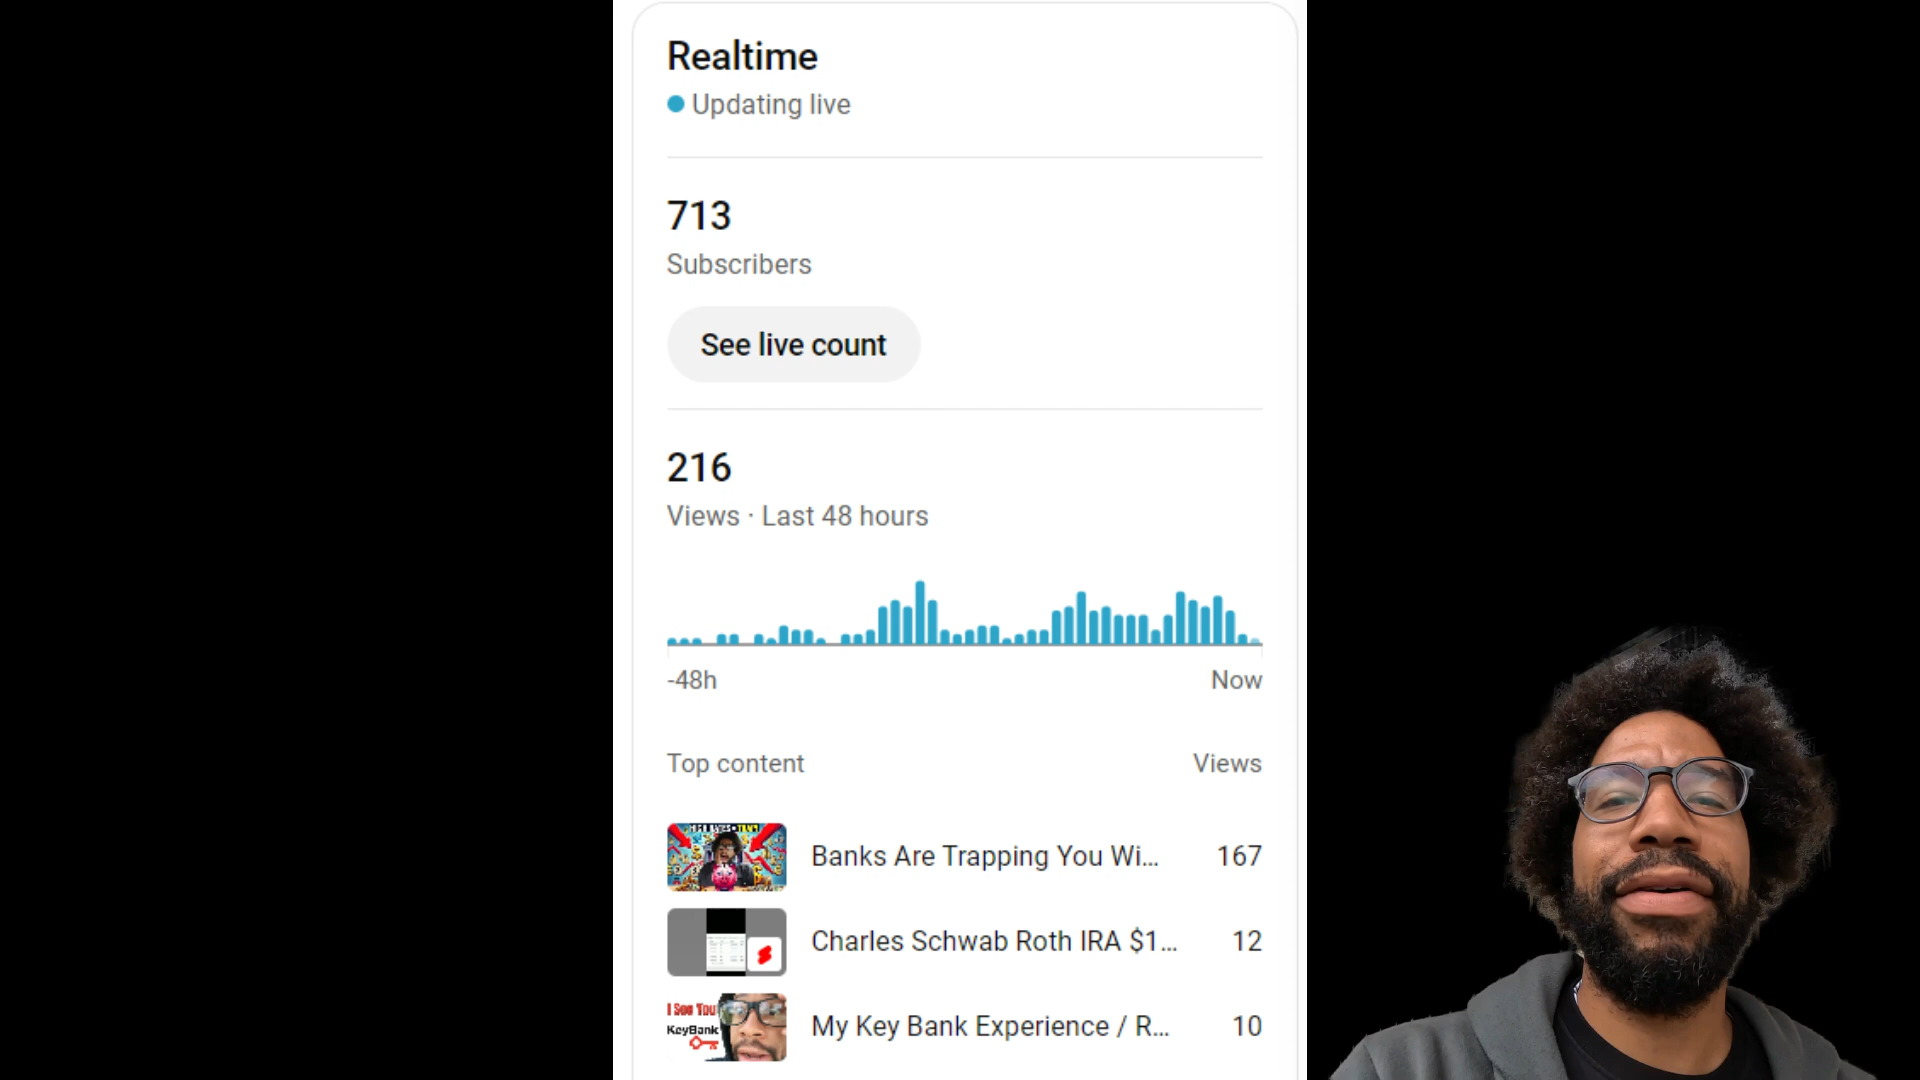 Realtime
Updating live
713
Subscribers
See live count
216
Views · Last 48 hours
-48h Now
Top content Views
Banks Are Trapping You Wi... 167
Charles Schwab Roth IRA $1... 12
I See You
KeyBank
My Key Bank Experience / R... 10